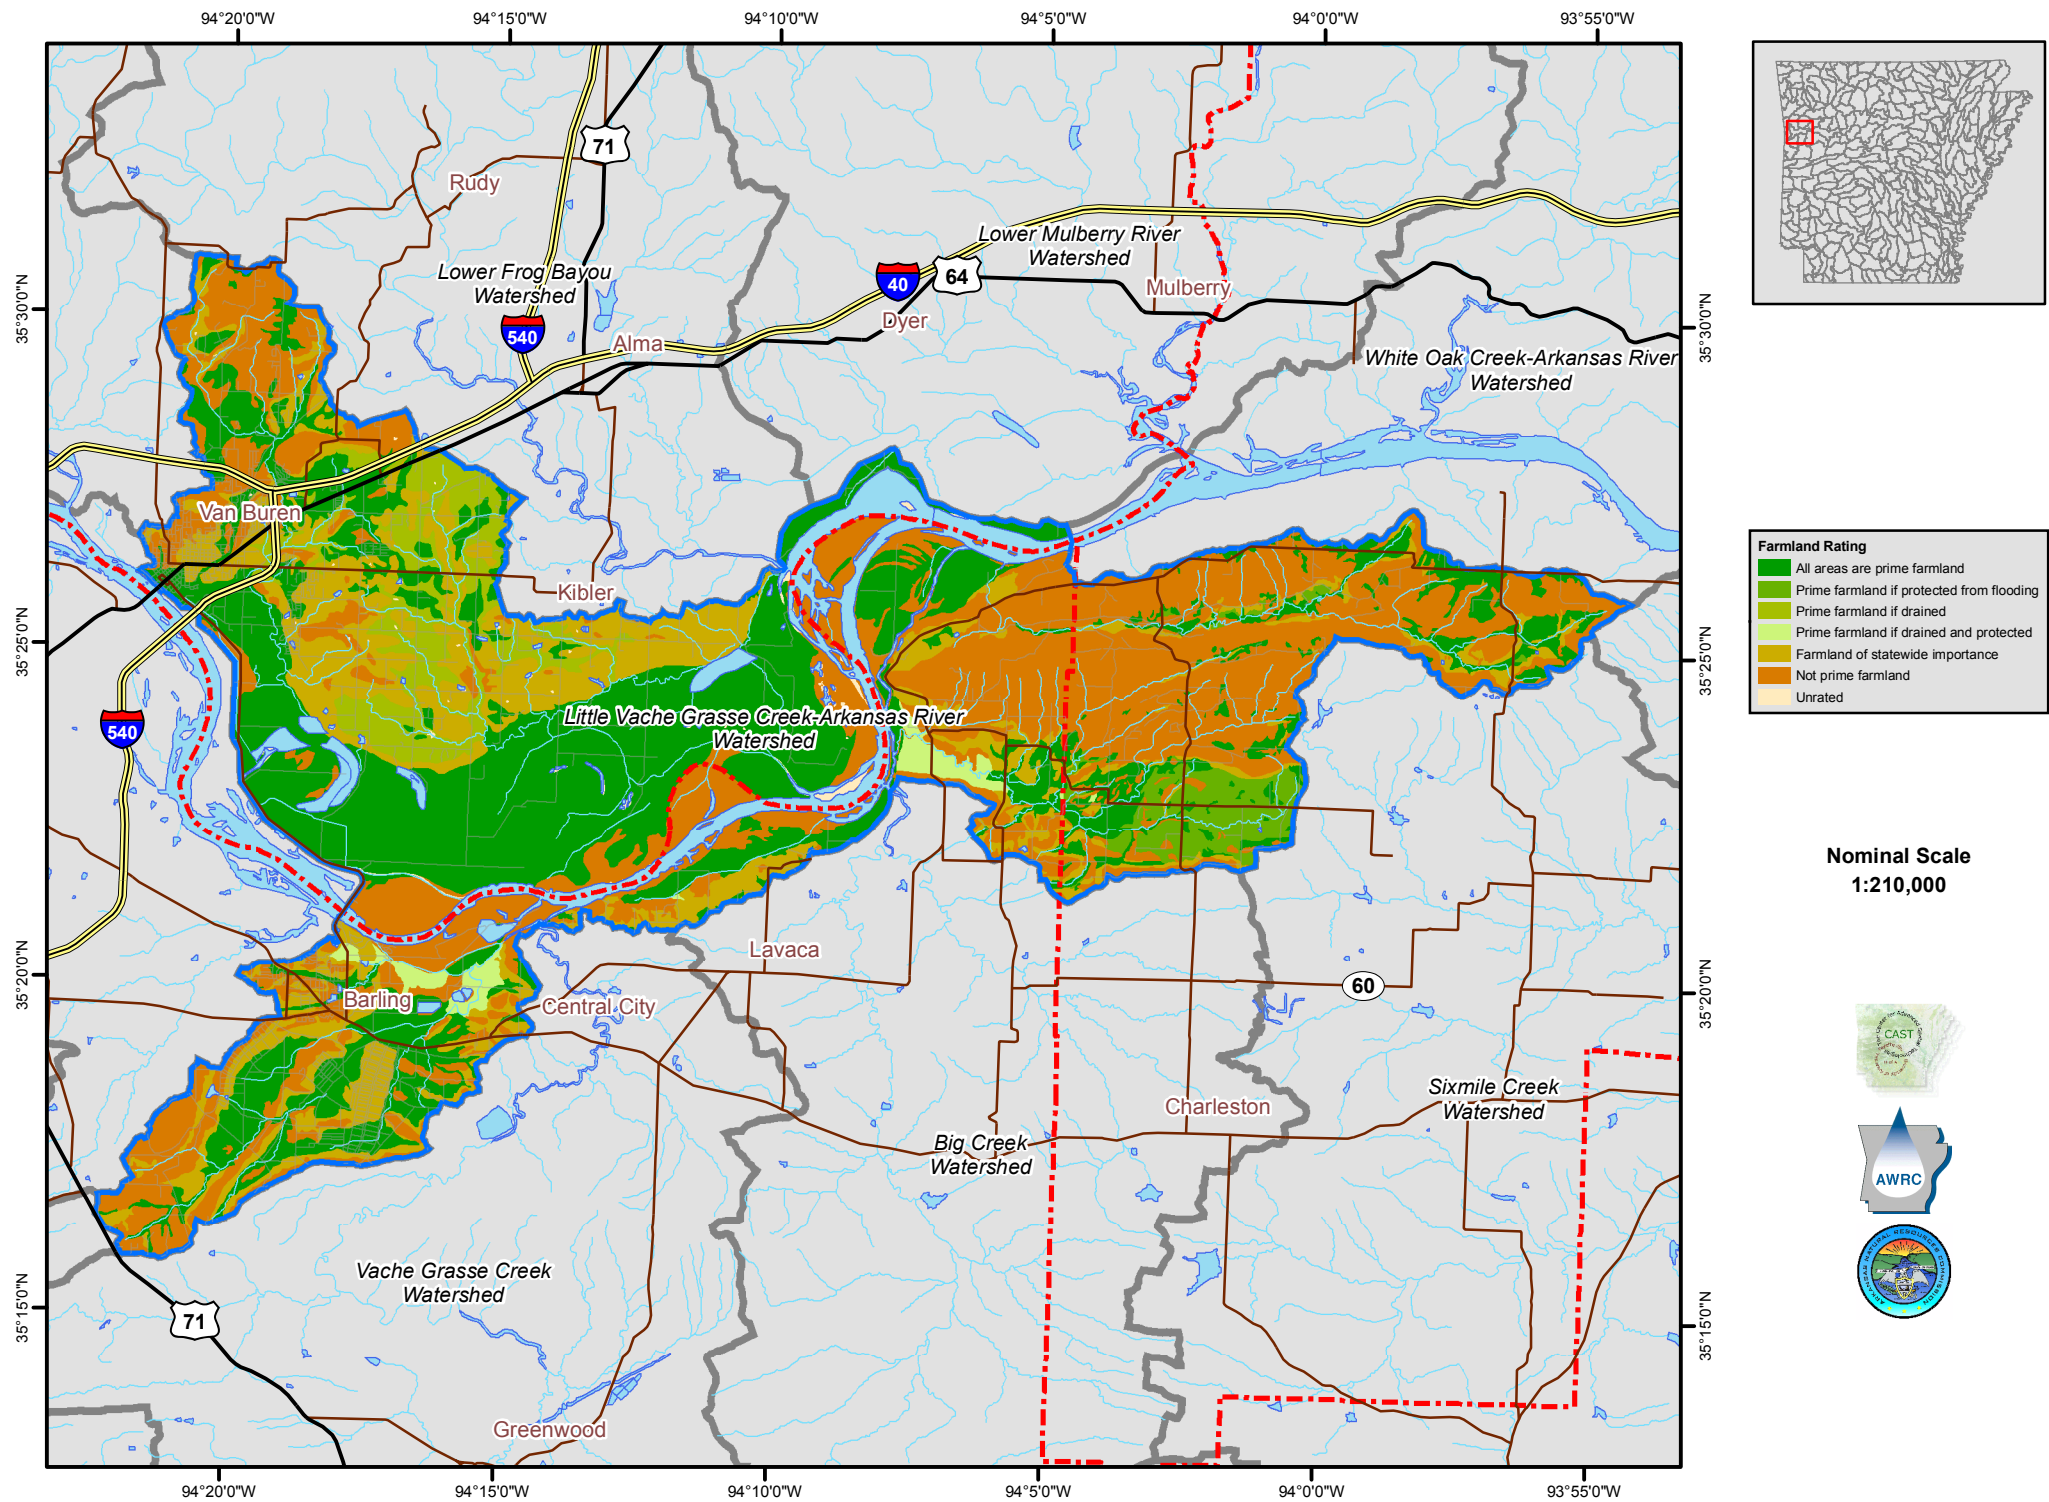 94°20'0"W
94°15'0"W
94°10'0"W
94°5'0"W
94°0'0"W
93°55'0"W
71
Rudy
Lower Mulberry River
Watershed
Lower Frog Bayou
Watershed
40
64
Mulberry
35°30'0"N
35°30'0"N
540
Dyer
Alma
White Oak Creek-Arkansas River
Watershed
Van Buren
Kibler
Farmland Rating
All areas are prime farmland
Prime farmland if protected from flooding
Prime farmland if drained
Prime farmland if drained and protected
Farmland of statewide importance
Not prime farmland
Unrated
35°25'0"N
35°25'0"N
540
Little Vache Grasse Creek-Arkansas River
Watershed
Nominal Scale
1:210,000
Lavaca
35°20'0"N
35°20'0"N
60
Barling
Central City
CAST
Sixmile Creek
Watershed
Charleston
Big Creek
Watershed
AWRC
Vache Grasse Creek
Watershed
ARKANSAS NATURAL RESOURCES COMMISSION
35°15'0"N
35°15'0"N
71
Greenwood
94°20'0"W
94°15'0"W
94°10'0"W
94°5'0"W
94°0'0"W
93°55'0"W